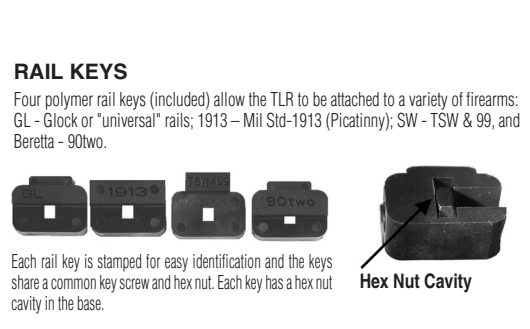 RAIL KEYS
Four polymer rail keys (included) allow the TLR to be attached to a variety of firearms:
GL - Glock or "universal" rails; 1913 – Mil Std-1913 (Picatinny); SW - TSW & 99, and
Beretta - 90two.
GL 1913 TSW/99 90two
Each rail key is stamped for easy identification and the keys
share a common key screw and hex nut. Each key has a hex nut
cavity in the base.
Hex Nut Cavity